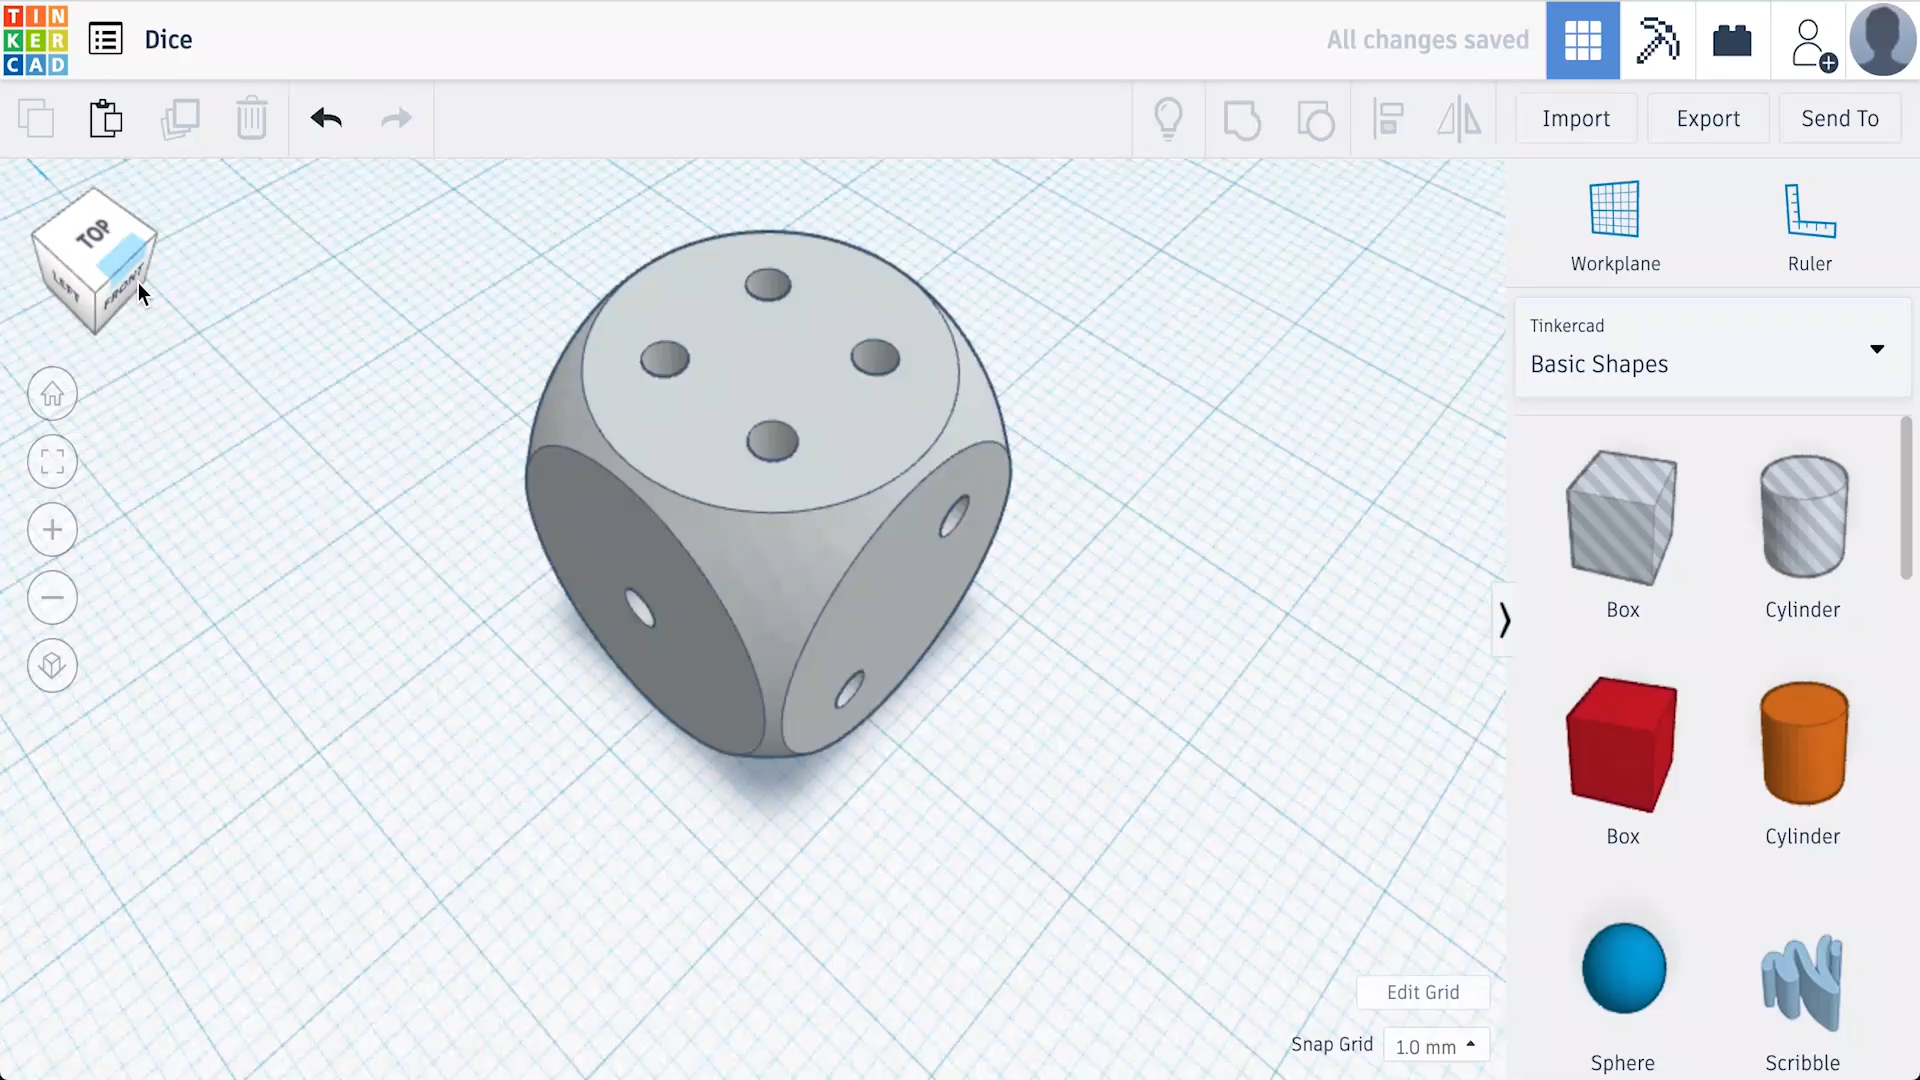 TIN
KER
CAD
Dice
All changes saved
Import
Export
Send To
TOP
LEFT
FRONT
Workplane
Ruler
Tinkercad
Basic Shapes
Box
Cylinder
Box
Cylinder
Sphere
Scribble
Edit Grid
Snap Grid
1.0 mm